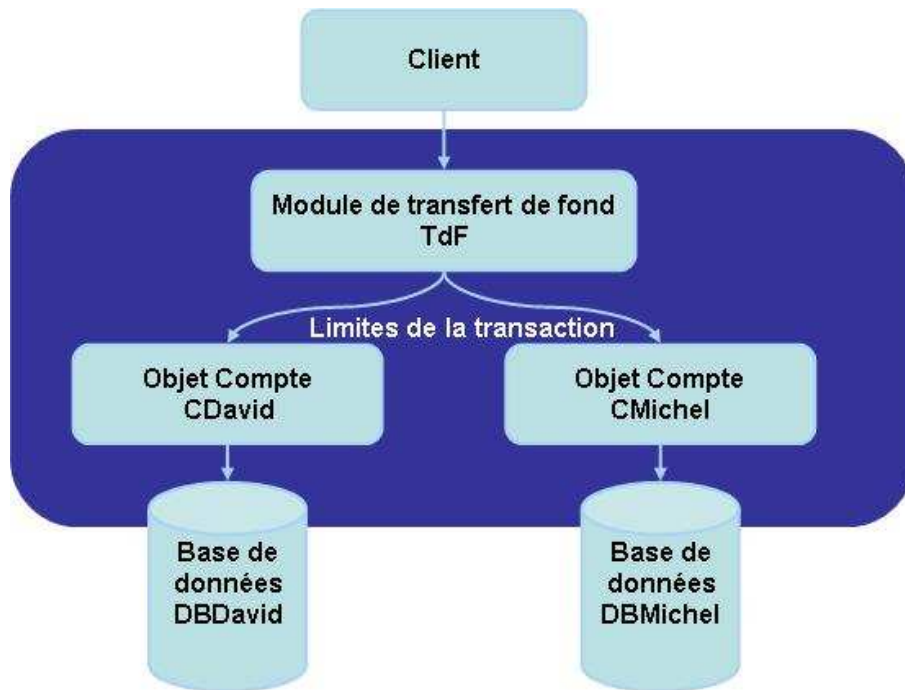 Client
Module de transfert de fond
TdF
Limites de la transaction
Objet Compte
CDavid
Objet Compte
CMichel
Base de
données
DBDavid
Base de
données
DBMichel